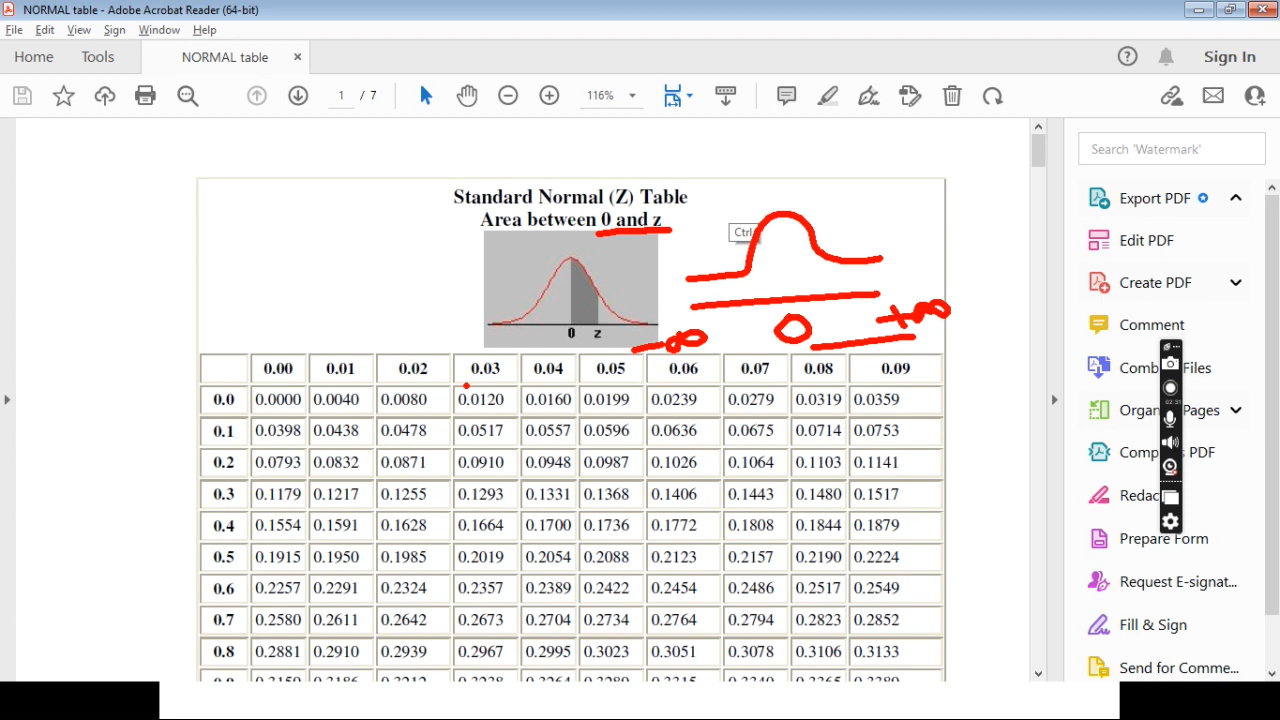 NORMAL table - Adobe Acrobat Reader (64-bit)
File Edit View Sign Window Help
Home Tools NORMAL table × Sign In
1 / 7 116%
Search 'Watermark'
Standard Normal (Z) Table
Area between 0 and z
Ctrl
0 z
-∞ 0 +∞
0.00 0.01 0.02 0.03 0.04 0.05 0.06 0.07 0.08 0.09
0.0 0.0000 0.0040 0.0080 0.0120 0.0160 0.0199 0.0239 0.0279 0.0319 0.0359
0.1 0.0398 0.0438 0.0478 0.0517 0.0557 0.0596 0.0636 0.0675 0.0714 0.0753
0.2 0.0793 0.0832 0.0871 0.0910 0.0948 0.0987 0.1026 0.1064 0.1103 0.1141
0.3 0.1179 0.1217 0.1255 0.1293 0.1331 0.1368 0.1406 0.1443 0.1480 0.1517
0.4 0.1554 0.1591 0.1628 0.1664 0.1700 0.1736 0.1772 0.1808 0.1844 0.1879
0.5 0.1915 0.1950 0.1985 0.2019 0.2054 0.2088 0.2123 0.2157 0.2190 0.2224
0.6 0.2257 0.2291 0.2324 0.2357 0.2389 0.2422 0.2454 0.2486 0.2517 0.2549
0.7 0.2580 0.2611 0.2642 0.2673 0.2704 0.2734 0.2764 0.2794 0.2823 0.2852
0.8 0.2881 0.2910 0.2939 0.2967 0.2995 0.3023 0.3051 0.3078 0.3106 0.3133
Export PDF
Edit PDF
Create PDF
Comment
Comb Files
Organ Pages
Comp s PDF
Redac
Prepare Form
Request E-signat...
Fill & Sign
Send for Comme...